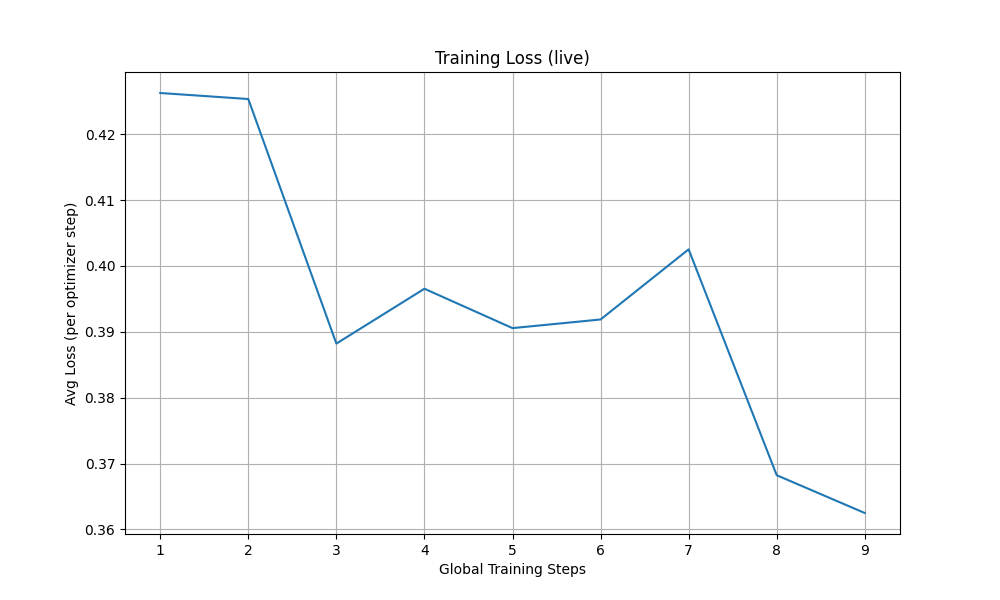 Training Loss (live)
Avg Loss (per optimizer step)
0.42
0.41
0.40
0.39
0.38
0.37
0.36
1 2 3 4 5 6 7 8 9
Global Training Steps